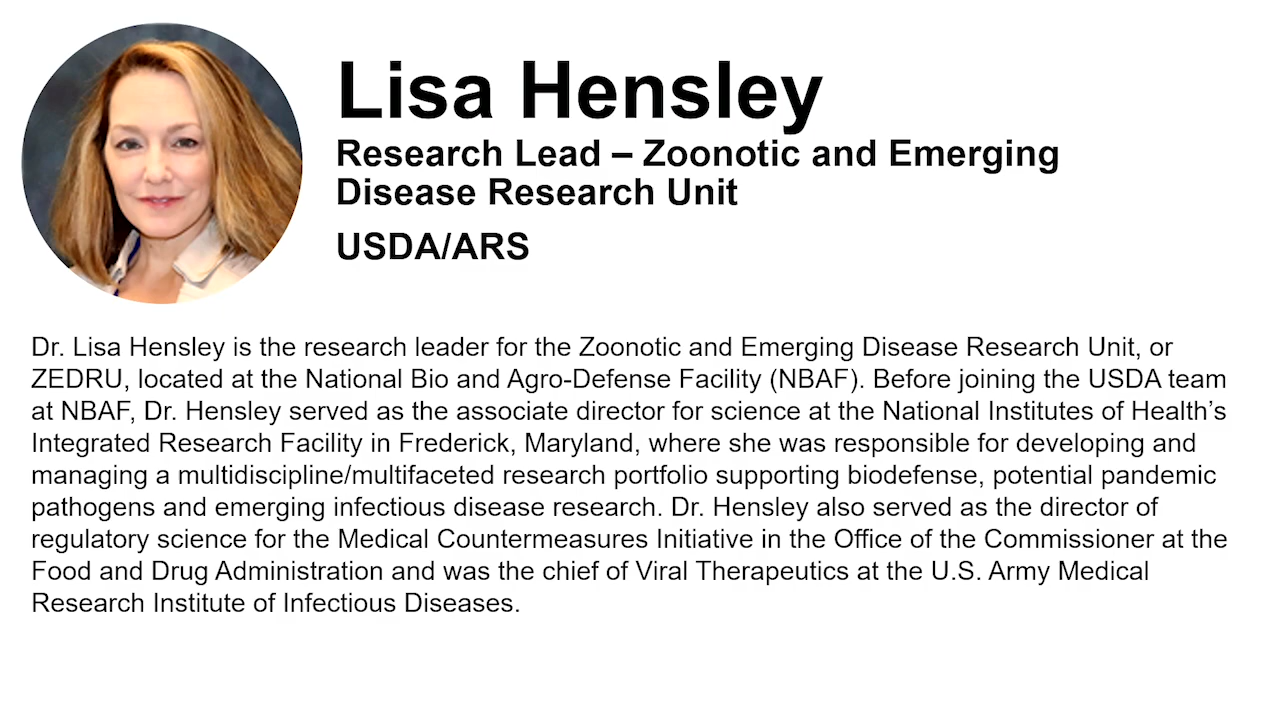 Lisa Hensley
Research Lead – Zoonotic and Emerging
Disease Research Unit
USDA/ARS
Dr. Lisa Hensley is the research leader for the Zoonotic and Emerging Disease Research Unit, or
ZEDRU, located at the National Bio and Agro-Defense Facility (NBAF). Before joining the USDA team
at NBAF, Dr. Hensley served as the associate director for science at the National Institutes of Health’s
Integrated Research Facility in Frederick, Maryland, where she was responsible for developing and
managing a multidiscipline/multifaceted research portfolio supporting biodefense, potential pandemic
pathogens and emerging infectious disease research. Dr. Hensley also served as the director of
regulatory science for the Medical Countermeasures Initiative in the Office of the Commissioner at the
Food and Drug Administration and was the chief of Viral Therapeutics at the U.S. Army Medical
Research Institute of Infectious Diseases.